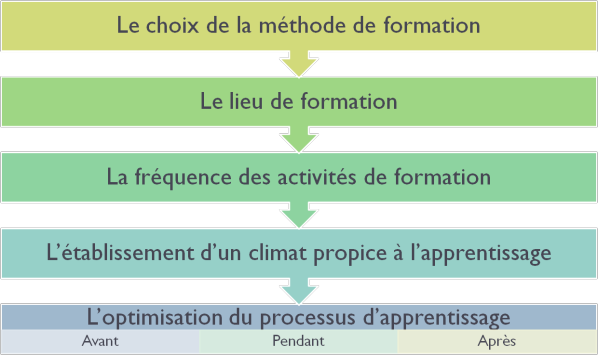 Le choix de la méthode de formation
Le lieu de formation
La fréquence des activités de formation
L’établissement d’un climat propice à l’apprentissage
L’optimisation du processus d’apprentissage
Avant
Pendant
Après